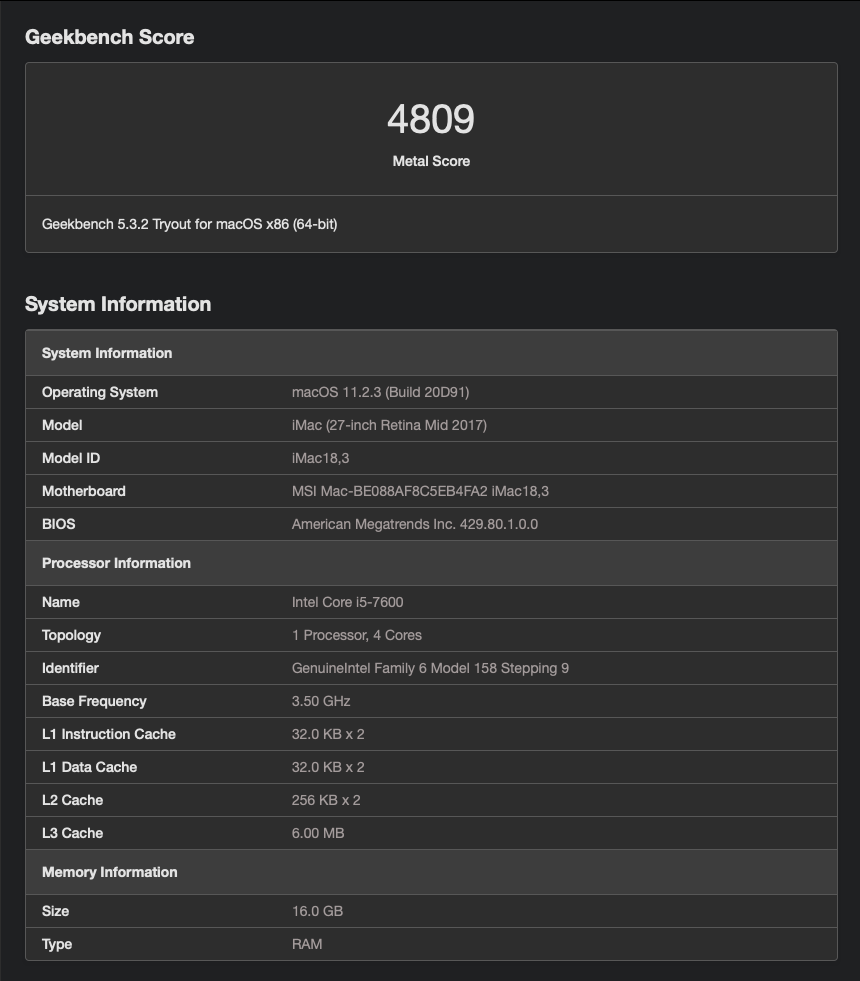 Geekbench Score
4809
Metal Score
Geekbench 5.3.2 Tryout for macOS x86 (64-bit)
System Information
System Information
Operating System macOS 11.2.3 (Build 20D91)
Model iMac (27-inch Retina Mid 2017)
Model ID iMac18,3
Motherboard MSI Mac-BE088AF8C5EB4FA2 iMac18,3
BIOS American Megatrends Inc. 429.80.1.0.0
Processor Information
Name Intel Core i5-7600
Topology 1 Processor, 4 Cores
Identifier GenuineIntel Family 6 Model 158 Stepping 9
Base Frequency 3.50 GHz
L1 Instruction Cache 32.0 KB x 2
L1 Data Cache 32.0 KB x 2
L2 Cache 256 KB x 2
L3 Cache 6.00 MB
Memory Information
Size 16.0 GB
Type RAM